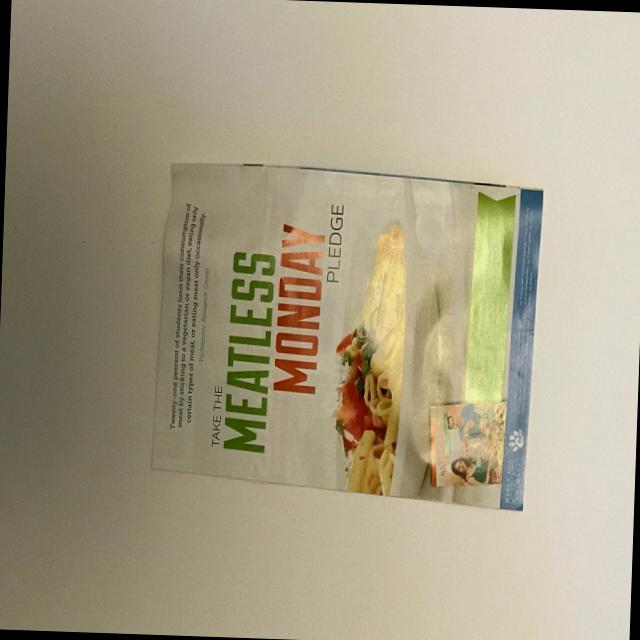 Twenty-one percent of students limit their consumption of
meat by sticking to a vegetarian or vegan diet, eating only
certain types of meat, or eating meat only occasionally.
TAKE THE
MEATLESS
MONDAY
PLEDGE